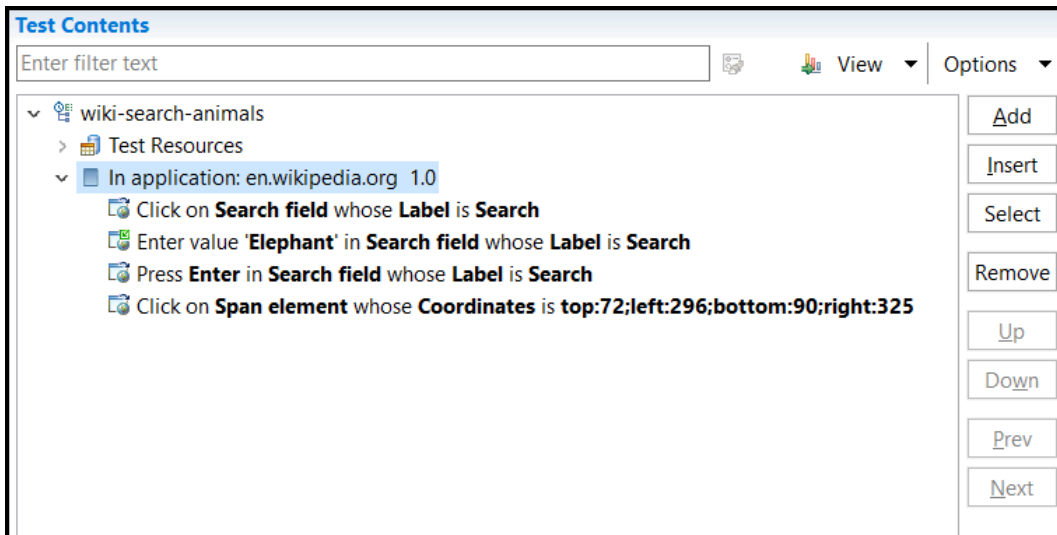 Test Contents
Enter filter text
View
Options
wiki-search-animals
Test Resources
In application: en.wikipedia.org 1.0
Click on Search field whose Label is Search
Enter value 'Elephant' in Search field whose Label is Search
Press Enter in Search field whose Label is Search
Click on Span element whose Coordinates is top:72;left:296;bottom:90;right:325
Add
Insert
Select
Remove
Up
Down
Prev
Next